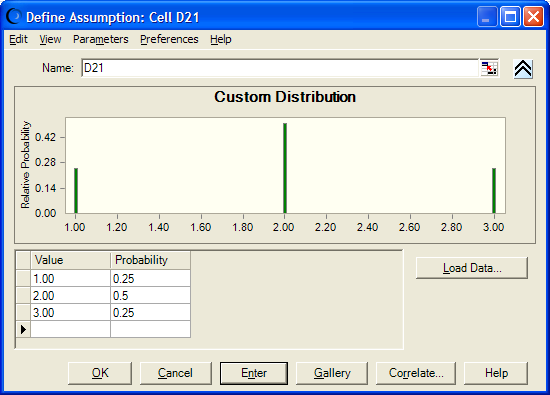 Define Assumption: Cell D21
Edit View Parameters Preferences Help
Name: D21
Custom Distribution
Relative Probability
0.42
0.28
0.14
0.00
1.00 1.20 1.40 1.60 1.80 2.00 2.20 2.40 2.60 2.80 3.00
Value Probability
1.00 0.25
2.00 0.5
3.00 0.25
Load Data...
OK Cancel Enter Gallery Correlate... Help